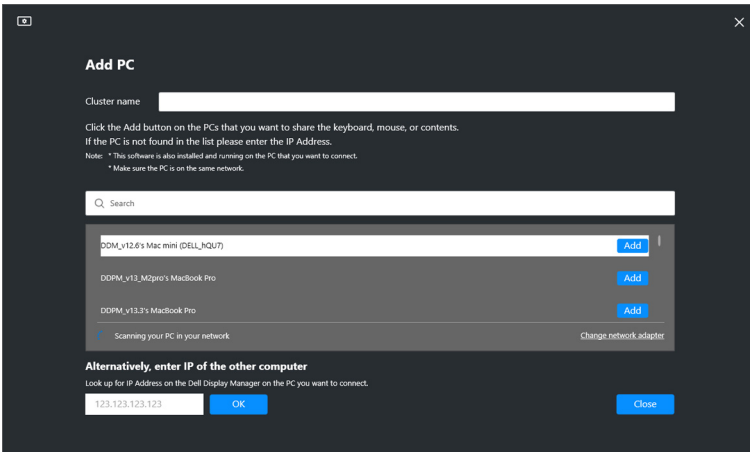 Add PC
Cluster name
Click the Add button on the PCs that you want to share the keyboard, mouse, or contents.
If the PC is not found in the list please enter the IP Address.
Note: * This software is also installed and running on the PC that you want to connect.
* Make sure the PC is on the same network.
Search
DDM_v12.6's Mac mini (DELL_hQU7) Add
DDPM_v13_M2pro's MacBook Pro Add
DDPM_v13.3's MacBook Pro Add
Scanning your PC in your network Change network adapter
Alternatively, enter IP of the other computer
Look up for IP Address on the Dell Display Manager on the PC you want to connect.
123.123.123.123 OK Close